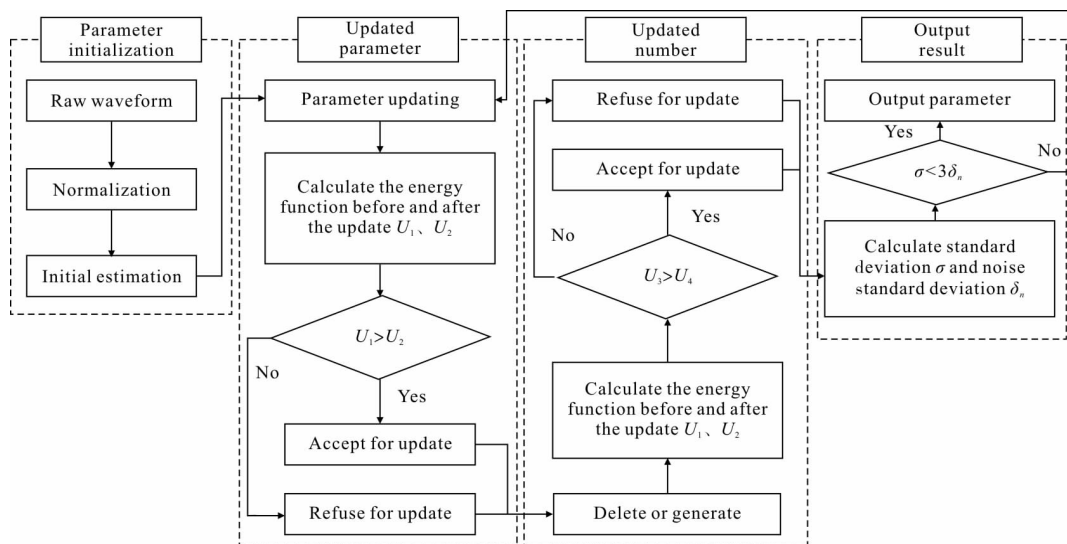 Parameter
initialization
Raw waveform
Normalization
Initial estimation
Updated
parameter
Parameter updating
Calculate the energy
function before and after
the update U₁、U₂
U₁>U₂
No
Yes
Accept for update
Refuse for update
Updated
number
Refuse for update
Accept for update
Yes
No
U₃>U₄
Calculate the energy
function before and after
the update U₁、U₂
Delete or generate
Output
result
Output parameter
Yes
No
σ<3δₙ
Calculate standard
deviation σ and noise
standard deviation δₙ